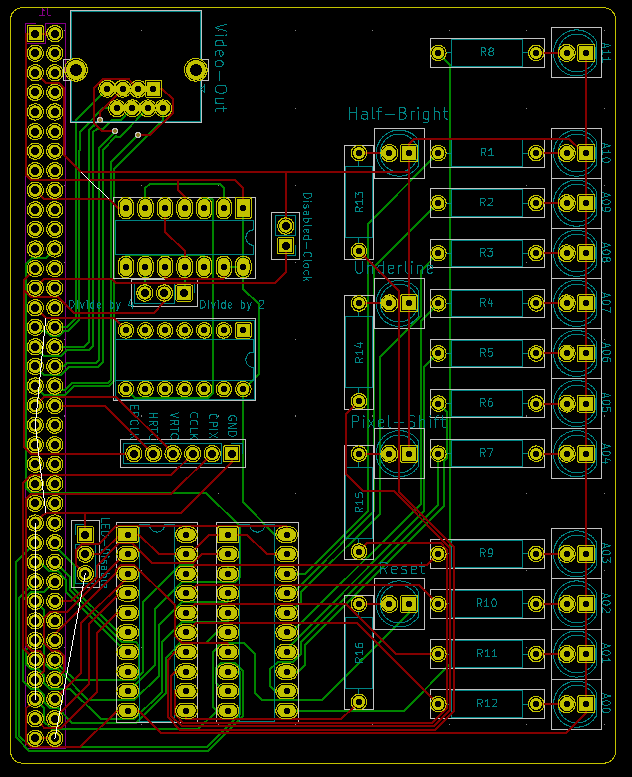 Video-Out
R8
A11
Half-Bright
R1
A10
R13
R2
A09
Disabled-Clock
R3
A08
Underline
Divide by 4
Divide by 2
R4
A07
R14
R5
A06
R6
A05
Pixel-Shift
EPCLK
HRTC
VRTC
CCLK
CPIX
GND
R7
A04
R15
LED-Disable
R9
A03
Reset
R10
A02
R16
R11
A01
R12
A00